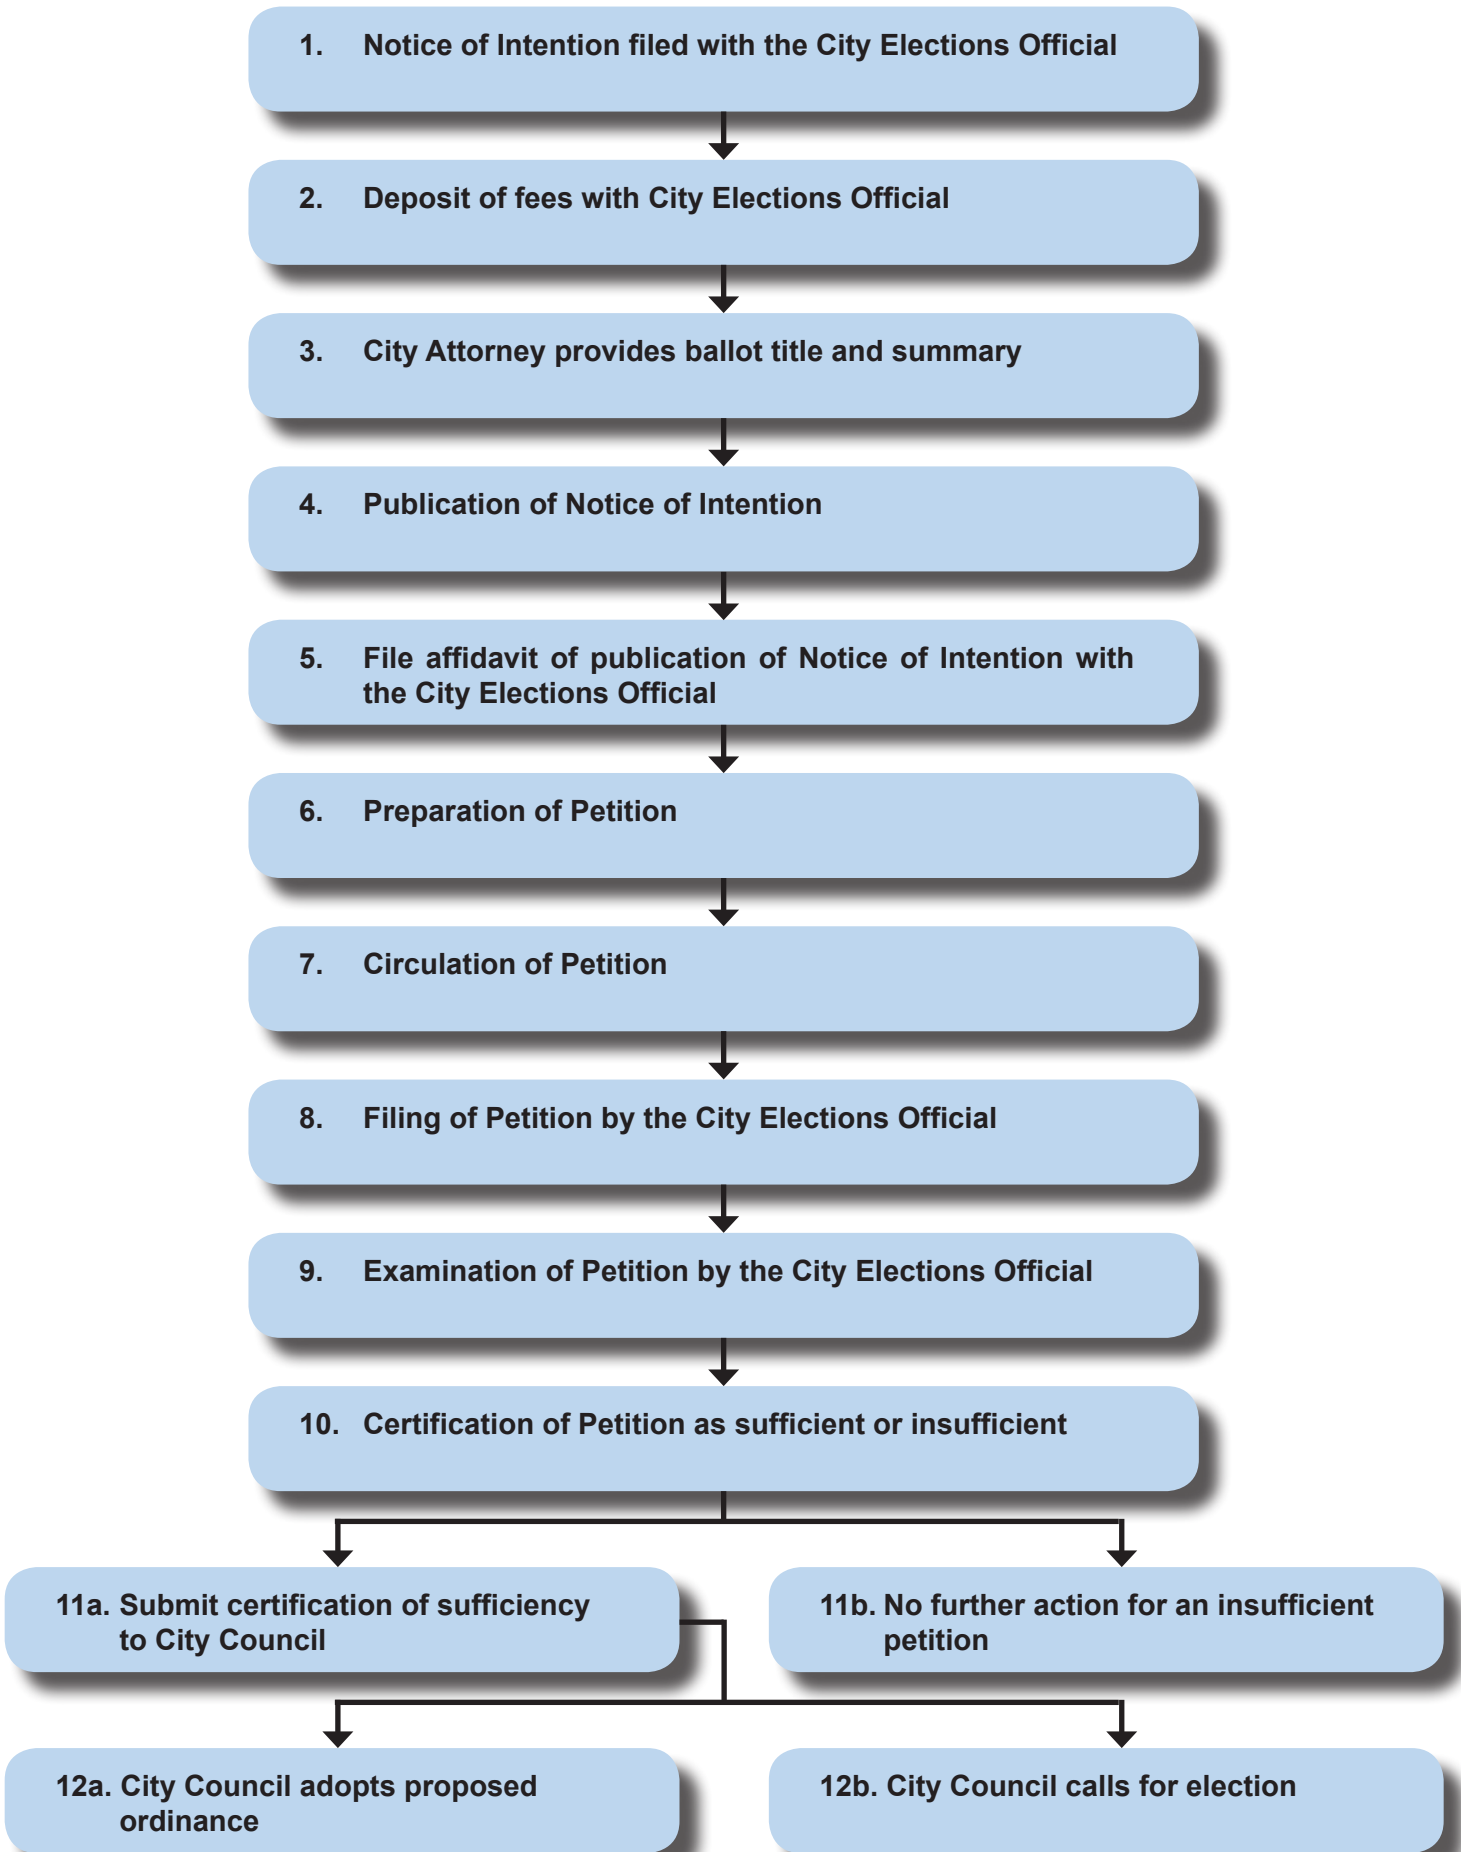 1. Notice of Intention filed with the City Elections Official
2. Deposit of fees with City Elections Official
3. City Attorney provides ballot title and summary
4. Publication of Notice of Intention
5. File affidavit of publication of Notice of Intention with
the City Elections Official
6. Preparation of Petition
7. Circulation of Petition
8. Filing of Petition by the City Elections Official
9. Examination of Petition by the City Elections Official
10. Certification of Petition as sufficient or insufficient
11a. Submit certification of sufficiency
to City Council
11b. No further action for an insufficient
petition
12a. City Council adopts proposed
ordinance
12b. City Council calls for election